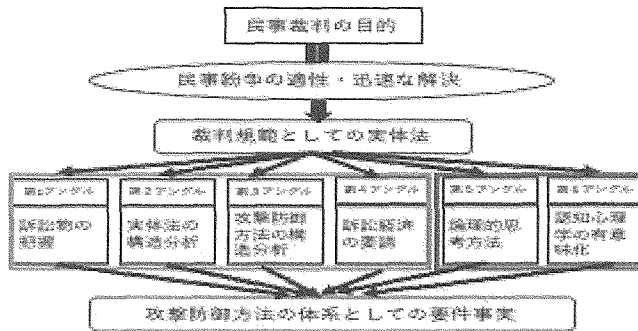 民事裁判の目的
民事紛争の適性・迅速な解決
裁判規範としての実体法
第1アングル
訴訟物の把握
第2アングル
実体法の構造分析
第3アングル
攻撃防御方法の構造分析
第4アングル
訴訟経済の要請
第5アングル
論理的思考方法
第6アングル
認知心理学の有意味化
攻撃防御方法の体系としての要件事実